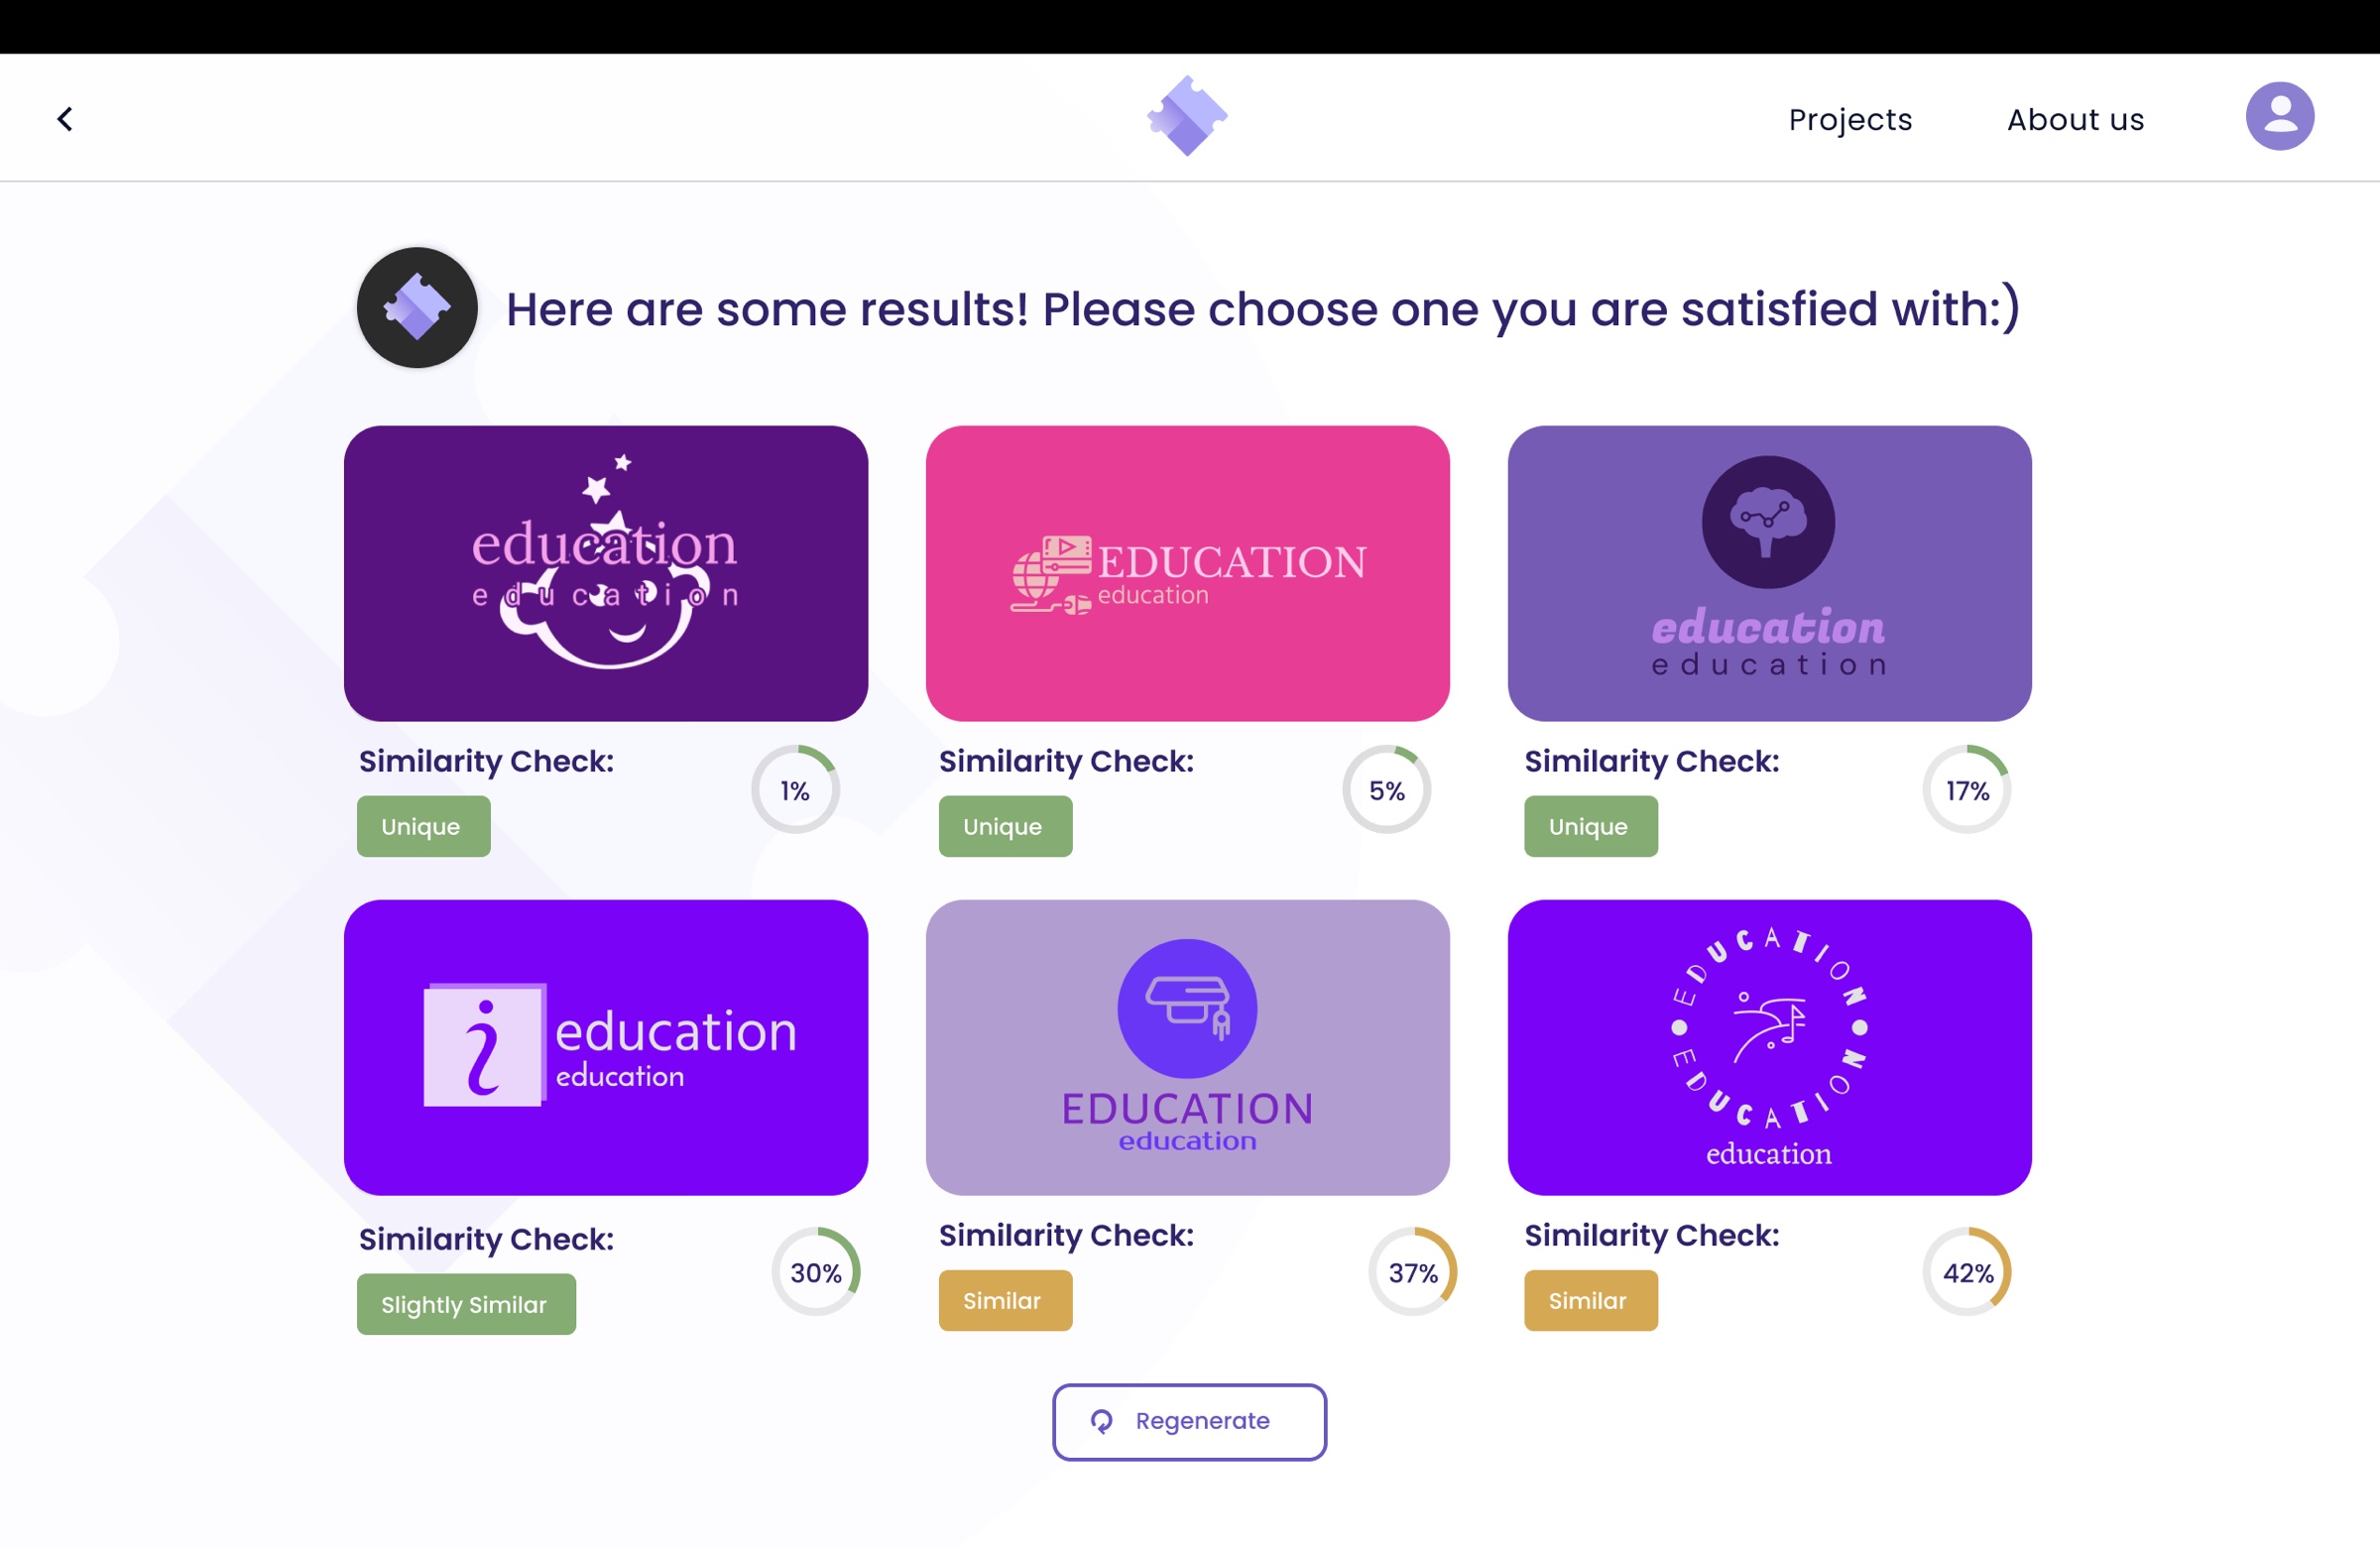 Projects
About us
Here are some results! Please choose one you are satisfied with:)
education
education
EDUCATION
education
education
education
Similarity Check:
1%
Unique
Similarity Check:
5%
Unique
Similarity Check:
17%
Unique
i
education
education
EDUCATION
education
EDUCATION
EDUCATION
education
Similarity Check:
30%
Slightly Similar
Similarity Check:
37%
Similar
Similarity Check:
42%
Similar
Regenerate